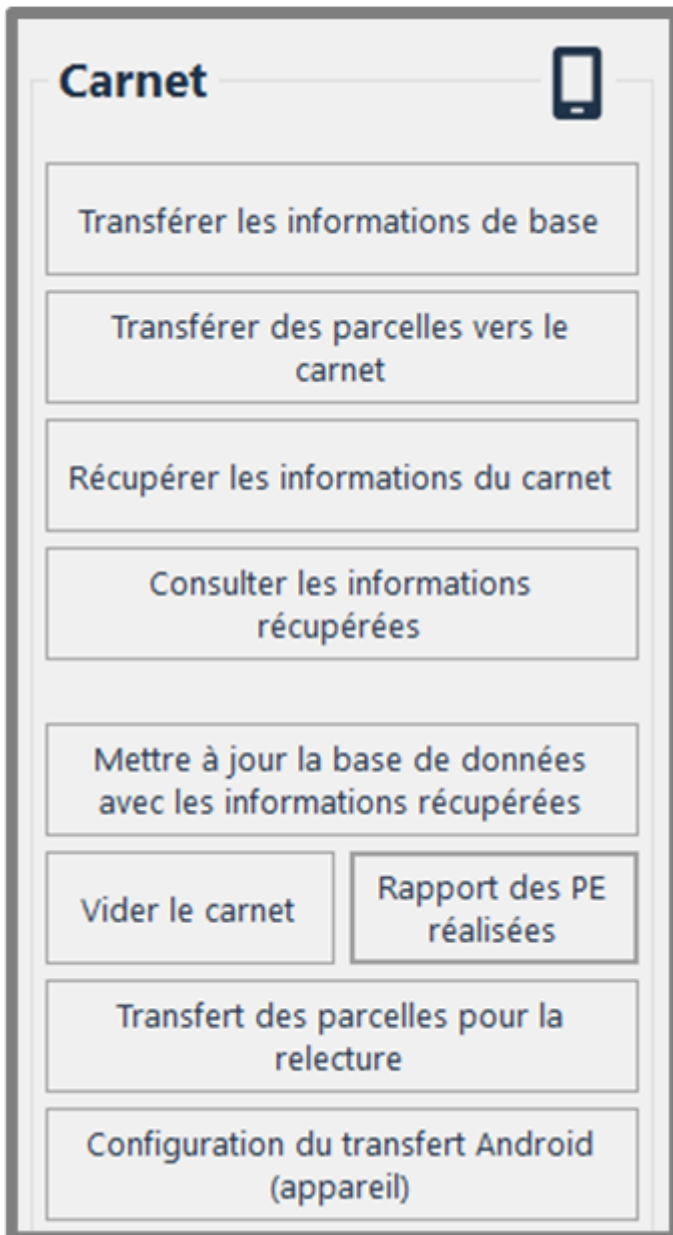 Carnet
Transférer les informations de base
Transférer des parcelles vers le
carnet
Récupérer les informations du carnet
Consulter les informations
récupérées
Mettre à jour la base de données
avec les informations récupérées
Vider le carnet
Rapport des PE
réalisées
Transfert des parcelles pour la
relecture
Configuration du transfert Android
(appareil)